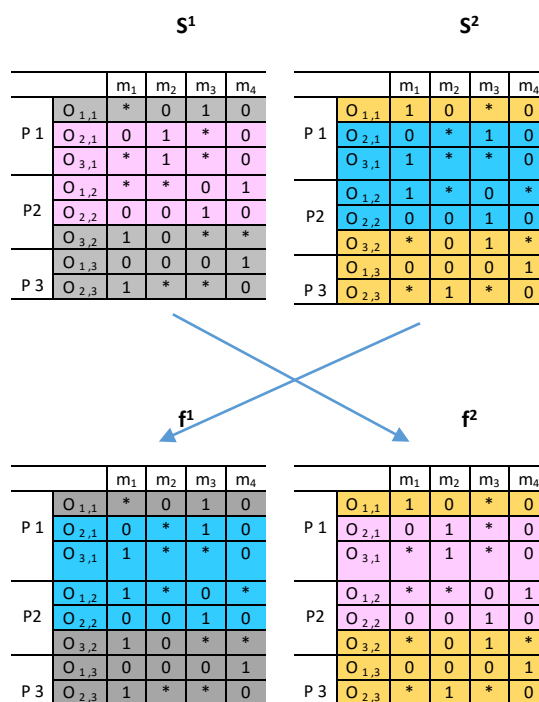 S¹ S²
m₁ m₂ m₃ m₄ m₁ m₂ m₃ m₄
O 1,1 * 0 1 0 O 1,1 1 0 * 0
P 1 O 2,1 0 1 * 0 P 1 O 2,1 0 * 1 0
O 3,1 * 1 * 0 O 3,1 1 * * 0
O 1,2 * * 0 1 O 1,2 1 * 0 *
P2 O 2,2 0 0 1 0 P2 O 2,2 0 0 1 0
O 3,2 1 0 * * O 3,2 * 0 1 *
O 1,3 0 0 0 1 O 1,3 0 0 0 1
P 3 O 2,3 1 * * 0 P 3 O 2,3 * 1 * 0
f¹ f²
m₁ m₂ m₃ m₄ m₁ m₂ m₃ m₄
O 1,1 * 0 1 0 O 1,1 1 0 * 0
P 1 O 2,1 0 * 1 0 P 1 O 2,1 0 1 * 0
O 3,1 1 * * 0 O 3,1 * 1 * 0
O 1,2 1 * 0 * O 1,2 * * 0 1
P2 O 2,2 0 0 1 0 P2 O 2,2 0 0 1 0
O 3,2 1 0 * * O 3,2 * 0 1 *
O 1,3 0 0 0 1 O 1,3 0 0 0 1
P 3 O 2,3 1 * * 0 P 3 O 2,3 * 1 * 0